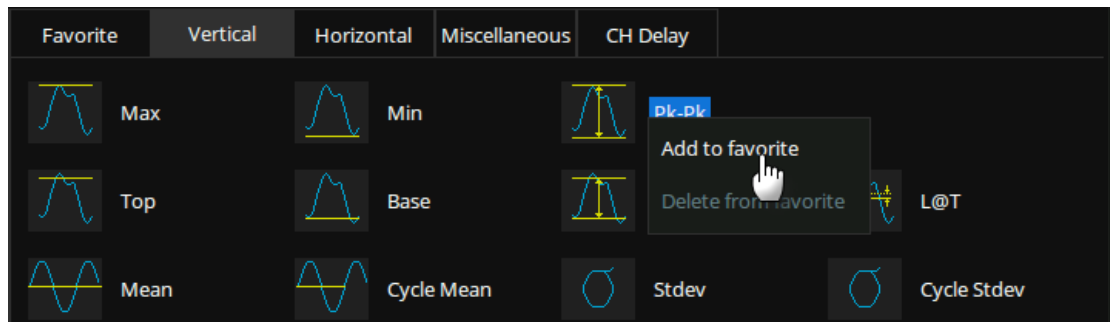 Favorite Vertical Horizontal Miscellaneous CH Delay
Max Min Pk-Pk
Add to favorite
Top Base Delete from favorite L@T
Mean Cycle Mean Stdev Cycle Stdev